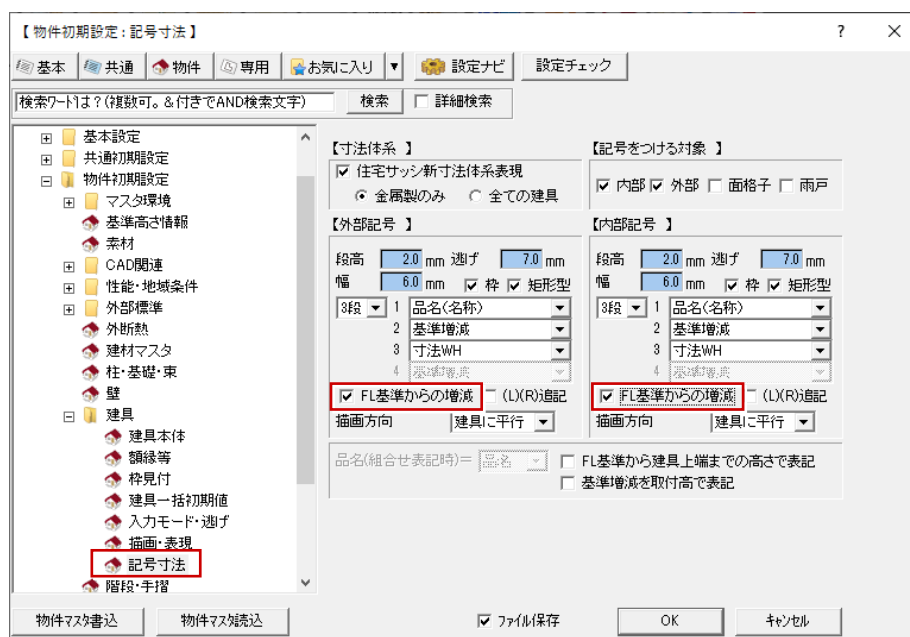 【 物件初期設定 : 記号寸法 】 ? ×
基本 共通 物件 専用 お気に入り ▼ 設定ナビ 設定チェック
検索ワードは？(複数可。＆付きでAND検索文字) 検索 詳細検索
基本設定
共通初期設定
物件初期設定
マスタ環境
基準高さ情報
素材
CAD関連
性能・地域条件
外部標準
外断熱
建材マスタ
柱・基礎・束
壁
建具
建具本体
額縁等
枠見付
建具一括初期値
入力モード・逃げ
描画・表現
記号寸法
階段・手摺
【寸法体系 】
住宅サッシ新寸法体系表現
金属製のみ 全ての建具
【記号をつける対象 】
内部 外部 面格子 雨戸
【外部記号 】
段高 2.0 mm 逃げ 7.0 mm
幅 6.0 mm 枠 矩形型
3段 1 品名(名称)
2 基準増減
3 寸法WH
4 基準増減
FL基準からの増減 (L)(R)追記
描画方向 建具に平行
【内部記号 】
段高 2.0 mm 逃げ 7.0 mm
幅 6.0 mm 枠 矩形型
3段 1 品名(名称)
2 基準増減
3 寸法WH
4 基準増減
FL基準からの増減 (L)(R)追記
描画方向 建具に平行
品名(組合せ表記時)= 品名 FL基準から建具上端までの高さで表記
基準増減を取付高で表記
物件マスタ書込 物件マスタ読込 ファイル保存 OK キャンセル